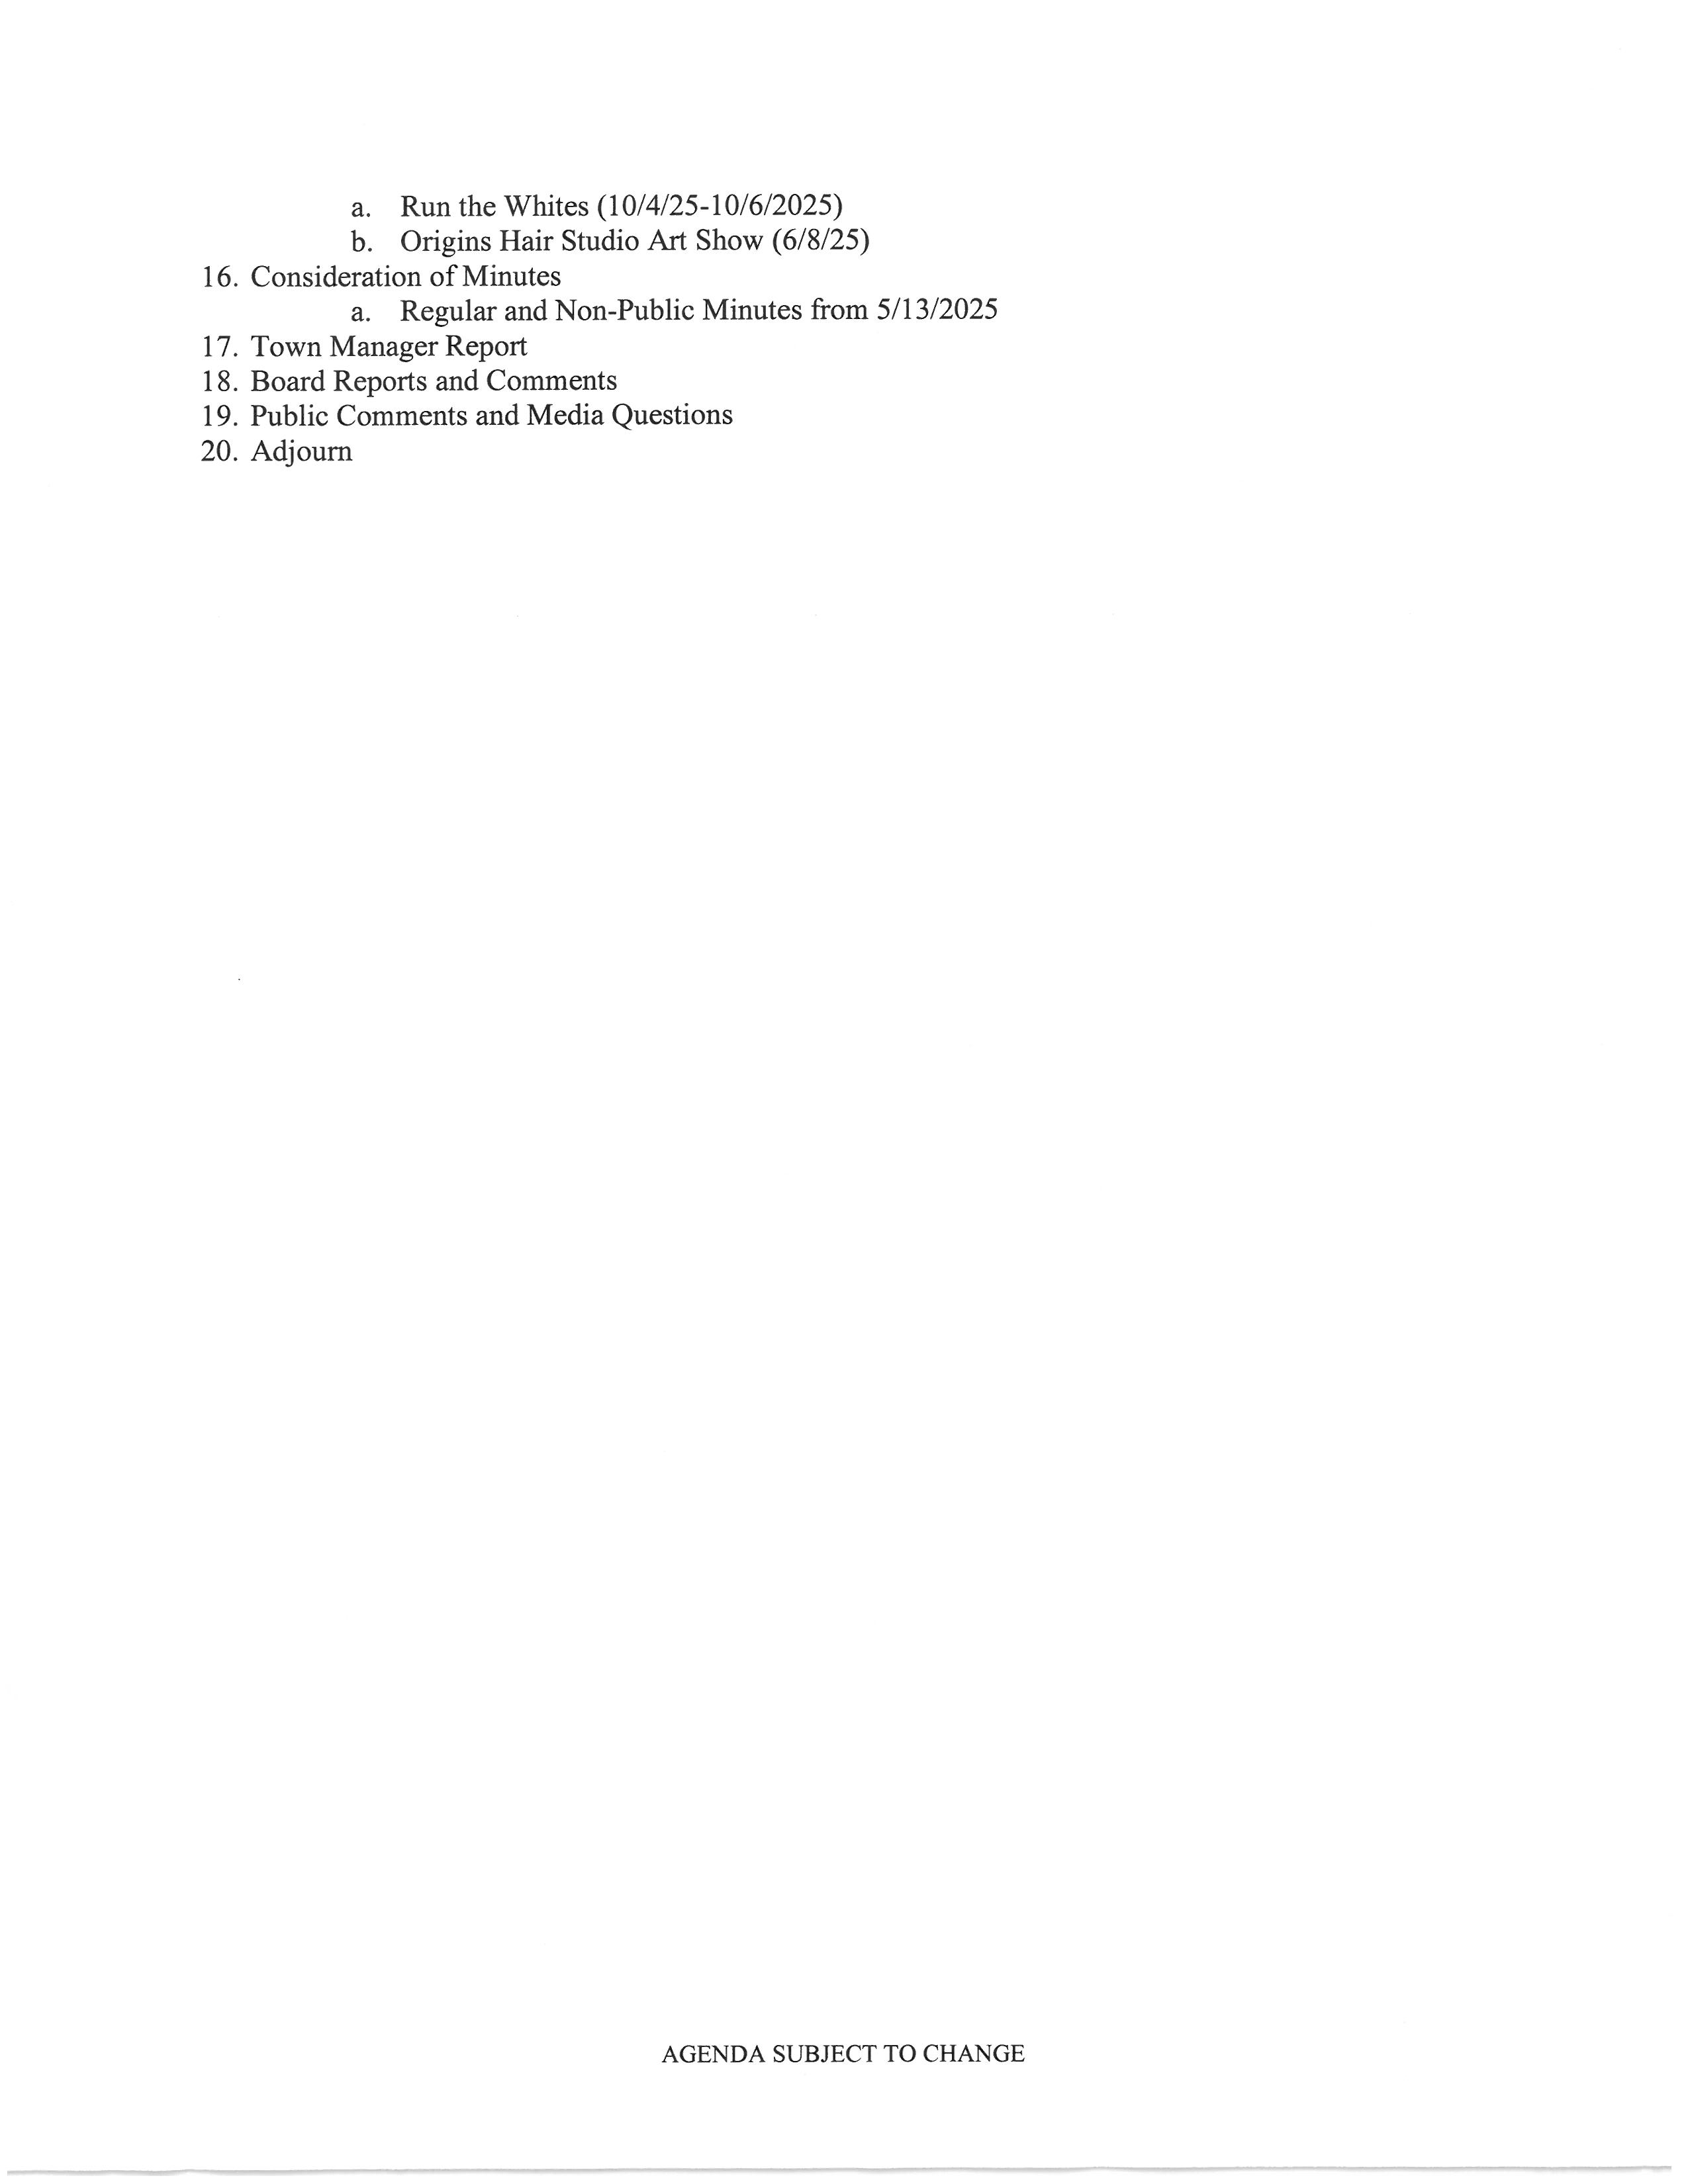 a. Run the Whites (10/4/25-10/6/2025)
b. Origins Hair Studio Art Show (6/8/25)
16. Consideration of Minutes
a. Regular and Non-Public Minutes from 5/13/2025
17. Town Manager Report
18. Board Reports and Comments
19. Public Comments and Media Questions
20. Adjourn
AGENDA SUBJECT TO CHANGE